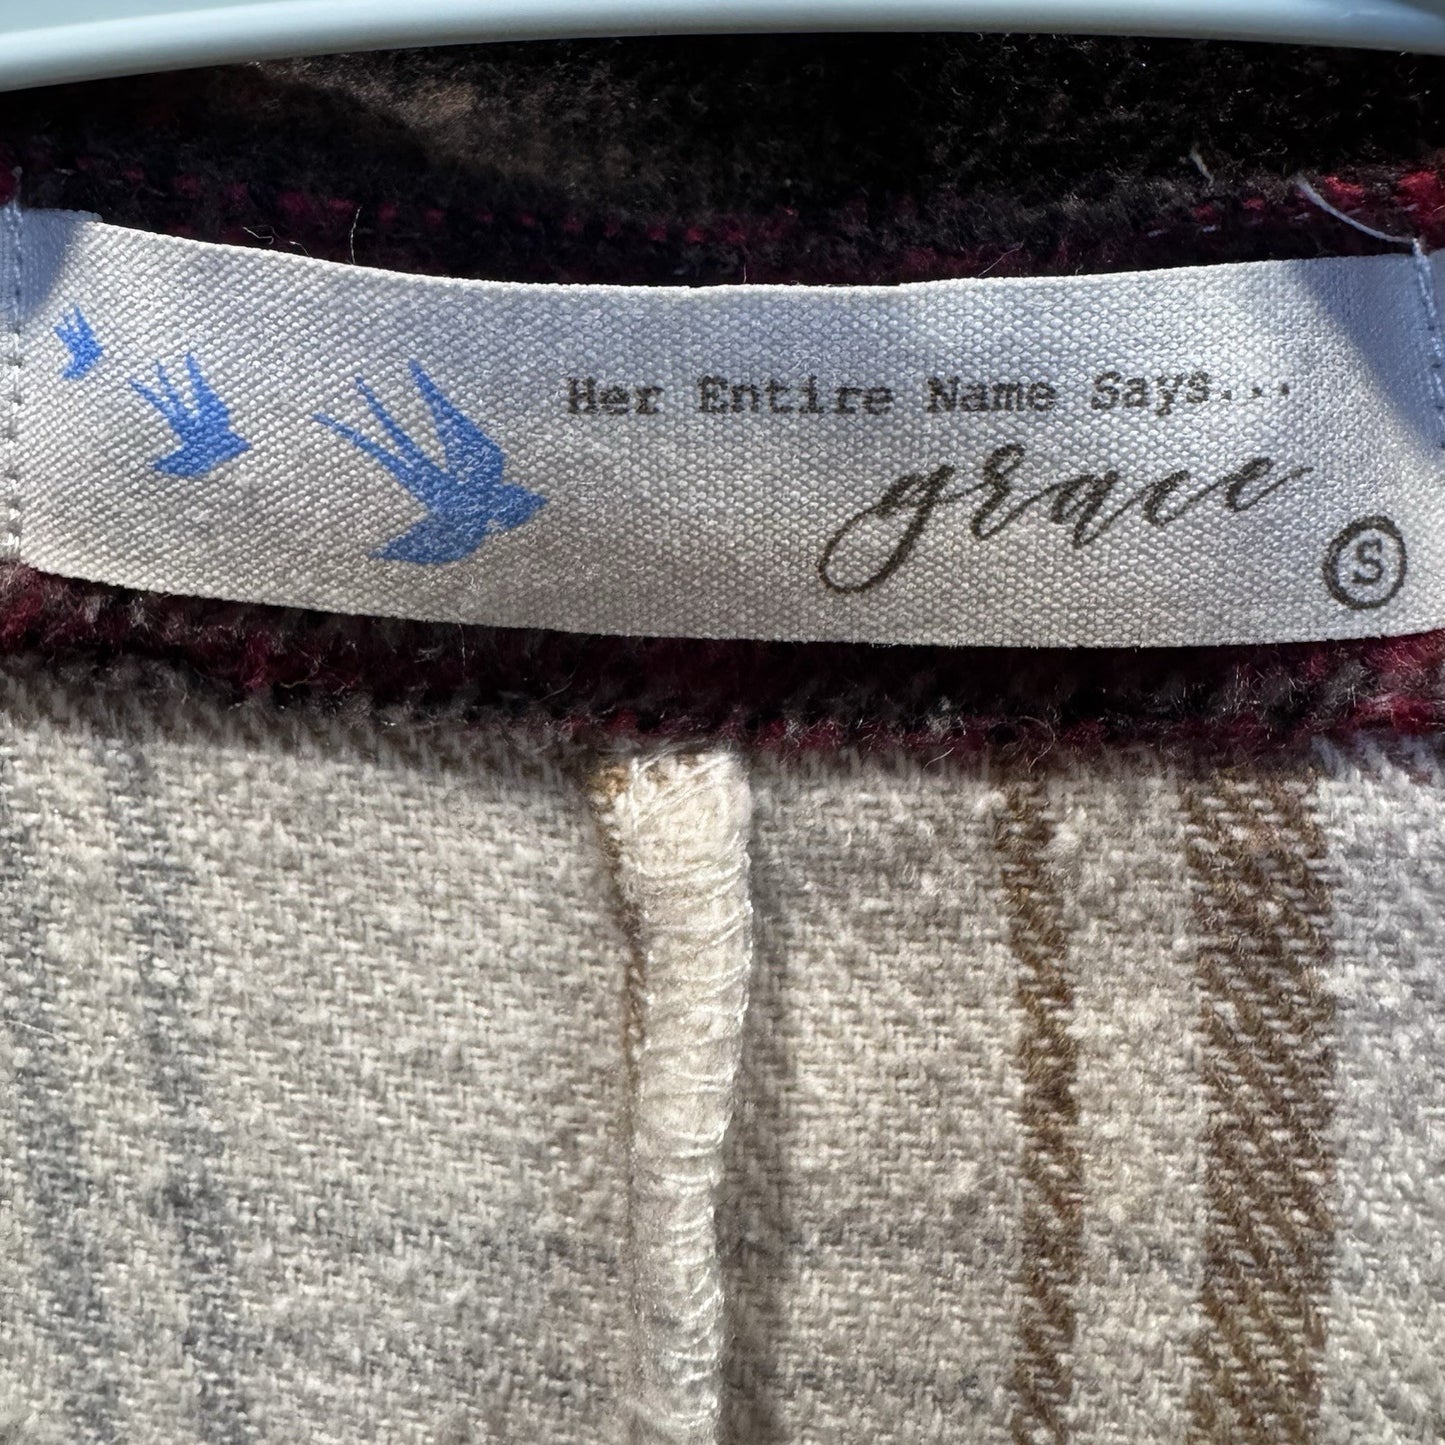 Her Entire Name Says...
grace
S